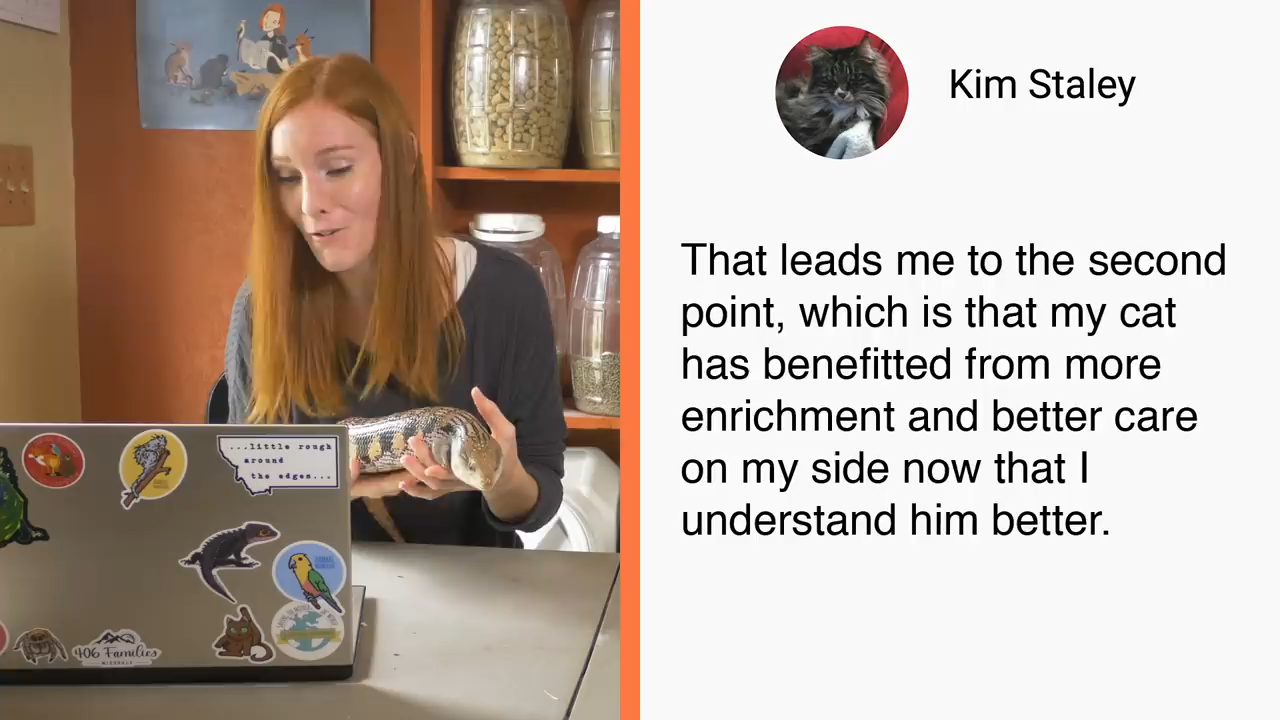 ...little rough
around
the edges...
406 Families
MISSOULA
Kim Staley
That leads me to the second
point, which is that my cat
has benefitted from more
enrichment and better care
on my side now that I
understand him better.